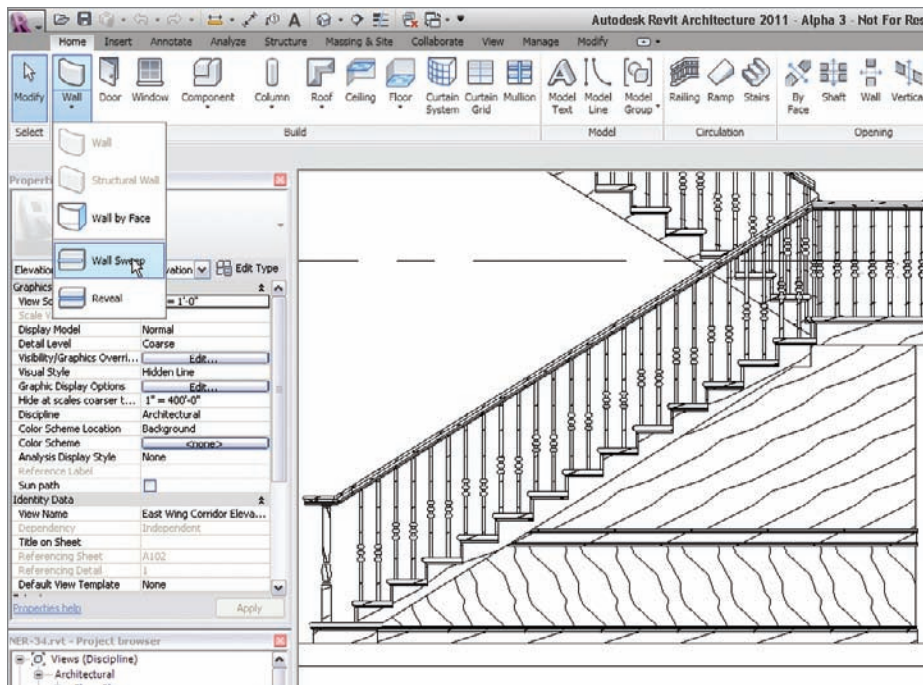 Autodesk Revit Architecture 2011 - Alpha 3 - Not For Res
Home Insert Annotate Analyze Structure Massing & Site Collaborate View Manage Modify
Modify Wall Door Window Component Column Roof Ceiling Floor Curtain System Curtain Grid Mullion Model Text Model Line Model Group Railing Ramp Stairs By Face Shaft Wall Vertica
Select Build Model Circulation Opening
Wall
Structural Wall
Wall by Face
Wall Sweep
Reveal
Properti
Elevation vation Edit Type
Graphics
View Sc = 1'-0"
Scale V
Display Model Normal
Detail Level Coarse
Visibility/Graphics Overri... Edit...
Visual Style Hidden Line
Graphic Display Options Edit...
Hide at scales coarser t... 1" = 400'-0"
Discipline Architectural
Color Scheme Location Background
Color Scheme <none>
Analysis Display Style None
Reference Label
Sun path
Identity Data
View Name East Wing Corridor Eleva...
Dependency Independent
Title on Sheet
Referencing Sheet A102
Referencing Detail 1
Default View Template None
Properties help Apply
NER-34.rvt - Project browser
Views (Discipline)
Architectural